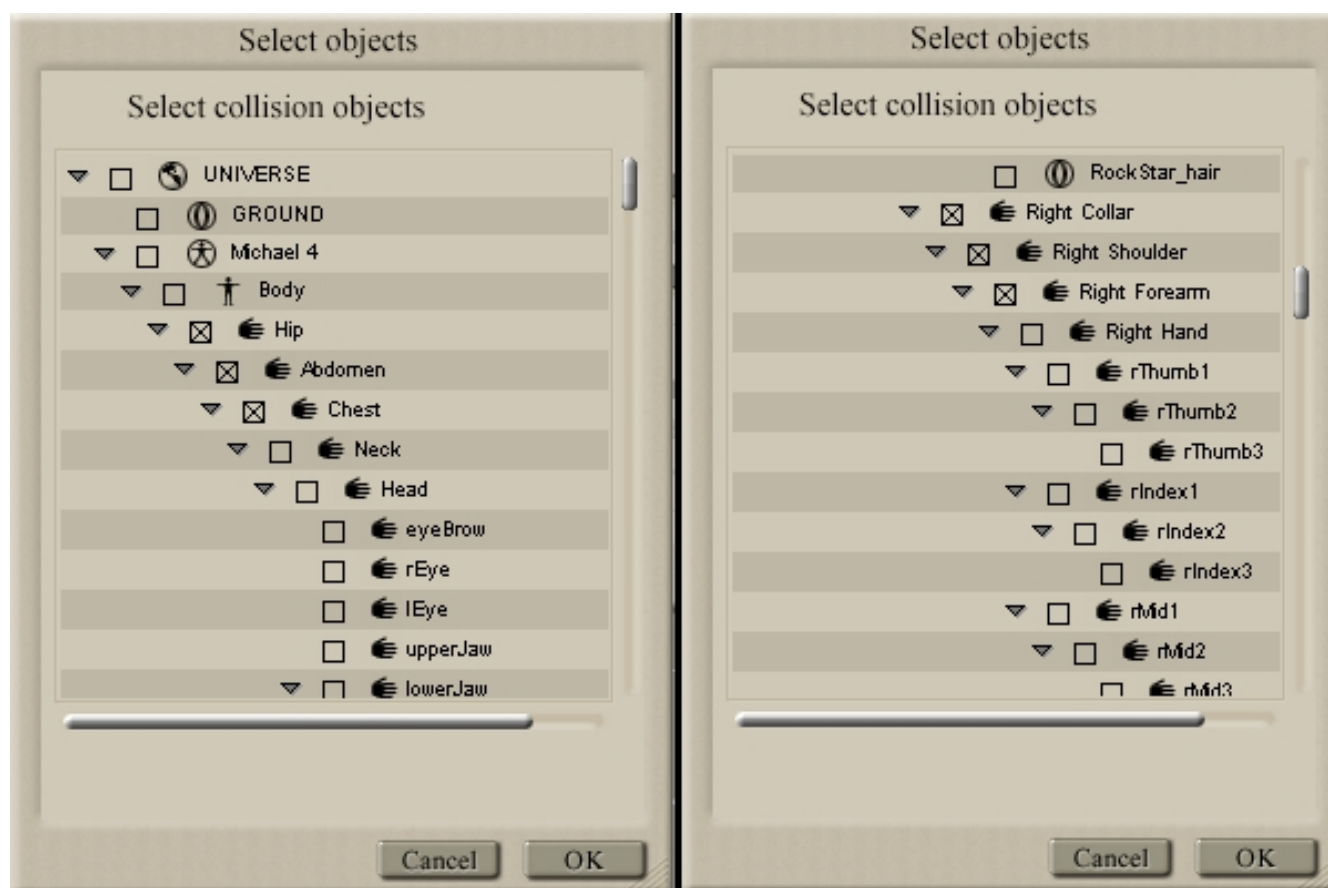 Select objects
Select collision objects
UNIVERSE
GROUND
Michael 4
Body
Hip
Abdomen
Chest
Neck
Head
eyeBrow
rEye
lEye
upperJaw
lowerJaw
Cancel
OK
Select objects
Select collision objects
RockStar_hair
Right Collar
Right Shoulder
Right Forearm
Right Hand
rThumb1
rThumb2
rThumb3
rIndex1
rIndex2
rIndex3
rMid1
rMid2
rMid3
Cancel
OK